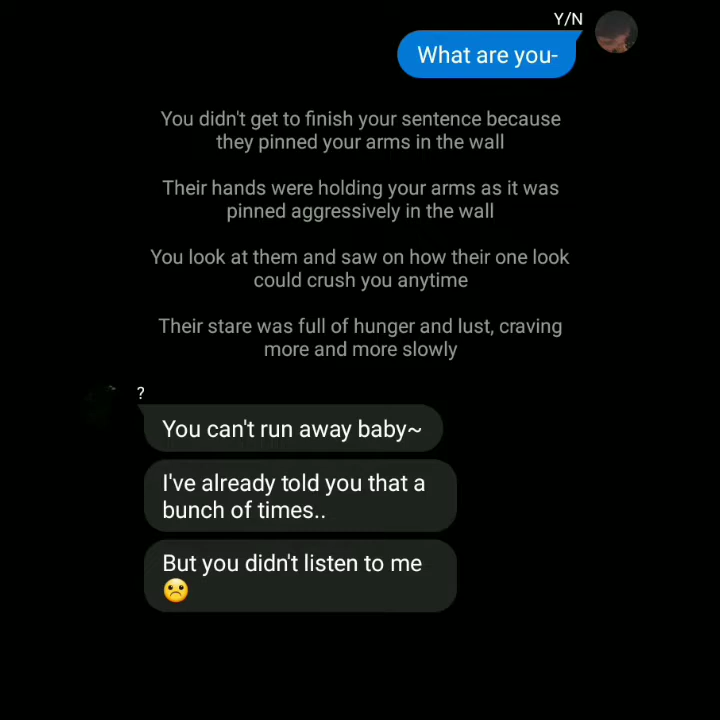 Y/N
What are you-
You didn't get to finish your sentence because
they pinned your arms in the wall
Their hands were holding your arms as it was
pinned aggressively in the wall
You look at them and saw on how their one look
could crush you anytime
Their stare was full of hunger and lust, craving
more and more slowly
?
You can't run away baby~
I've already told you that a
bunch of times..
But you didn't listen to me
☹️